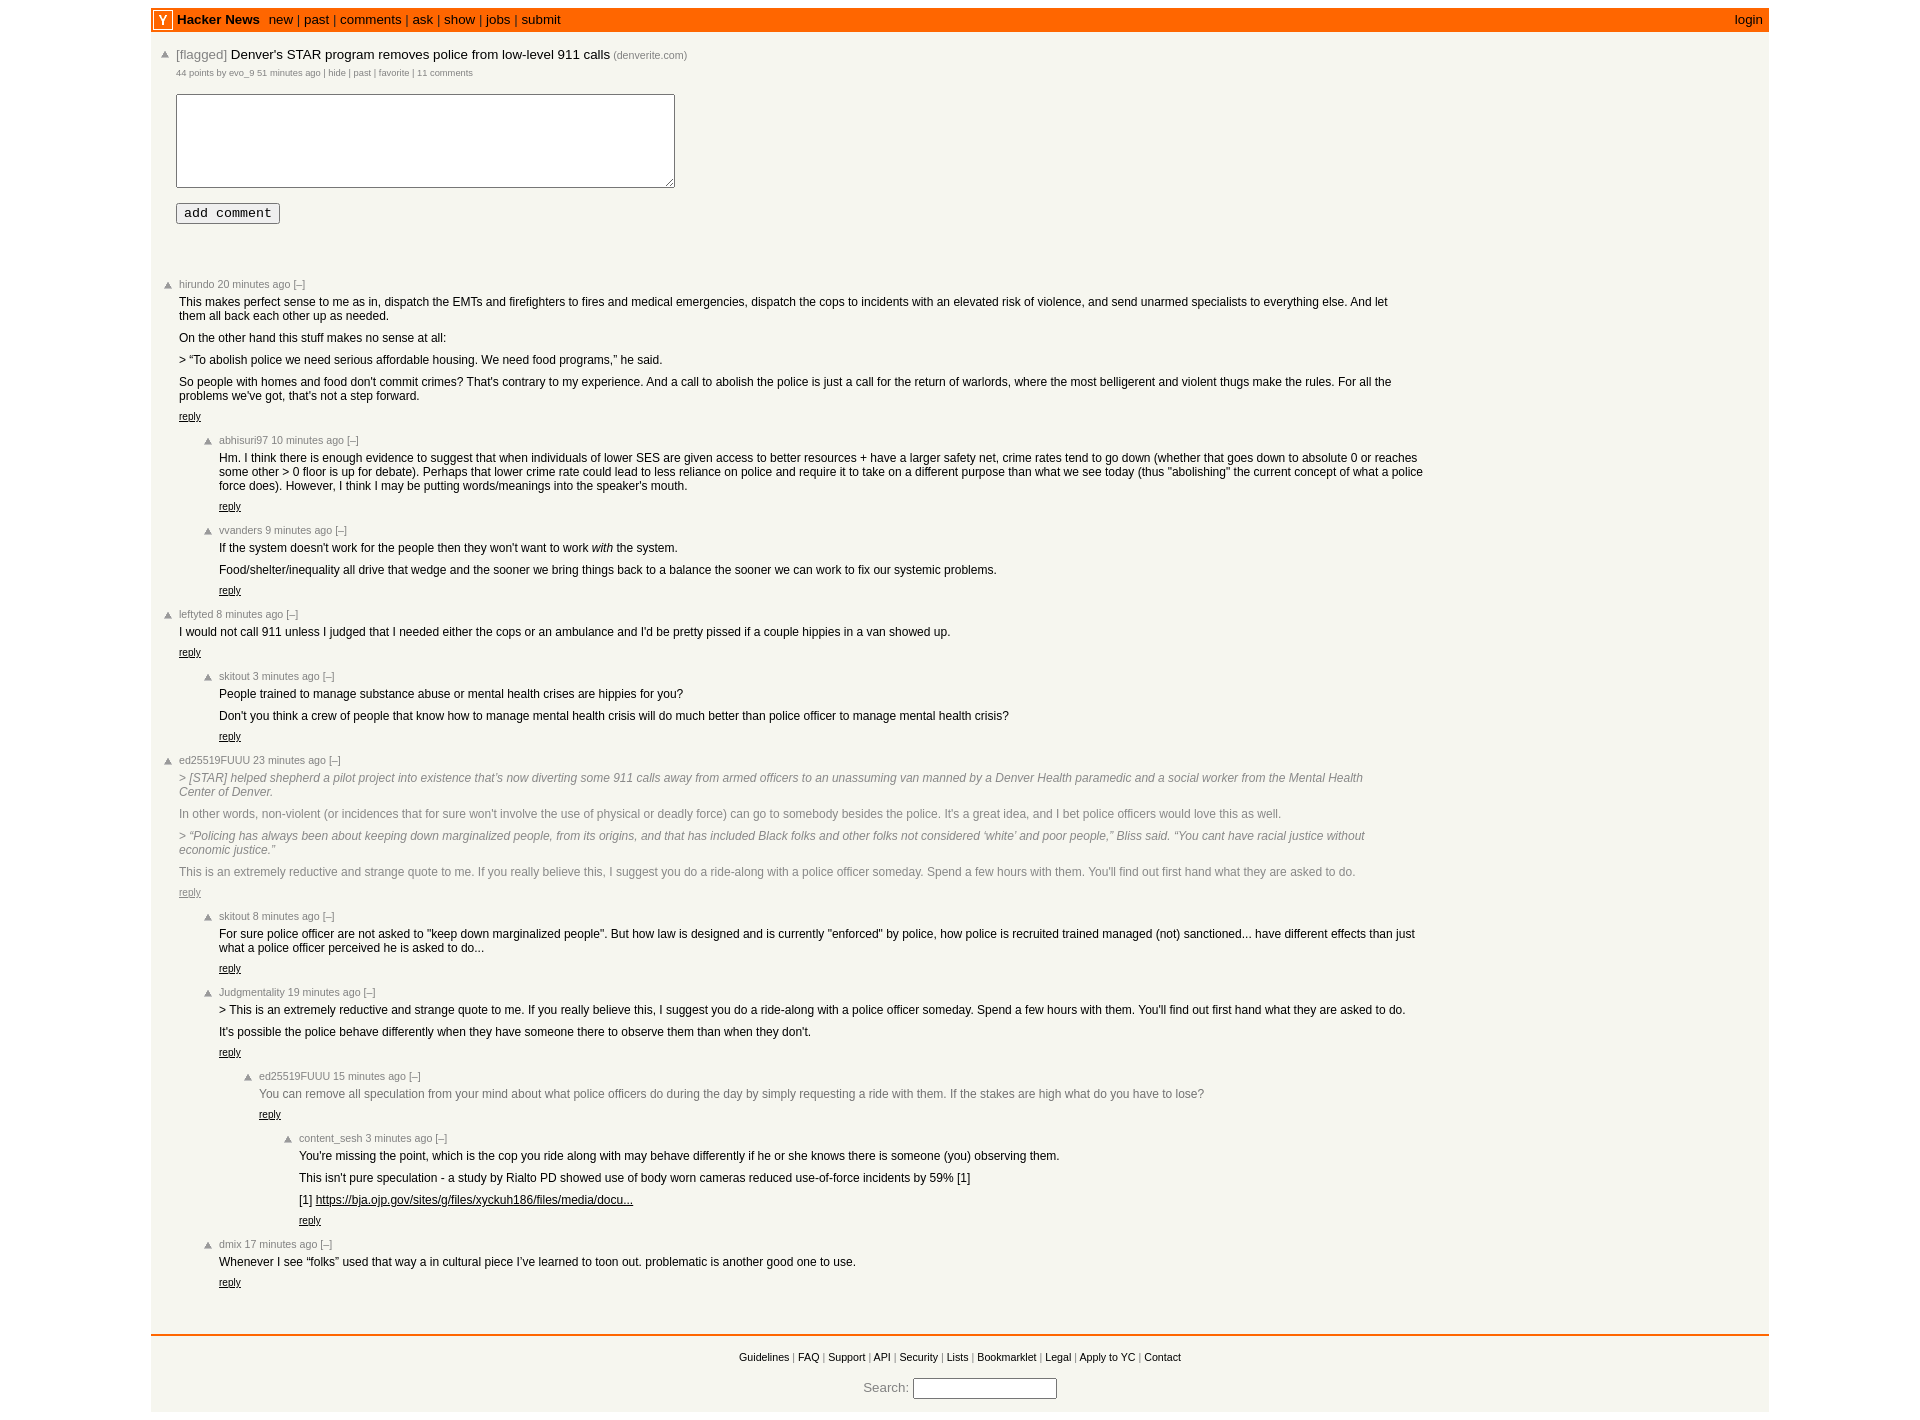 Y Hacker News new | past | comments | ask | show | jobs | submit login
[flagged] Denver's STAR program removes police from low-level 911 calls (denverite.com)
44 points by evo_9 51 minutes ago | hide | past | favorite | 11 comments
add comment
hirundo 20 minutes ago [–]
This makes perfect sense to me as in, dispatch the EMTs and firefighters to fires and medical emergencies, dispatch the cops to incidents with an elevated risk of violence, and send unarmed specialists to everything else. And let
them all back each other up as needed.
On the other hand this stuff makes no sense at all:
> “To abolish police we need serious affordable housing. We need food programs,” he said.
So people with homes and food don't commit crimes? That's contrary to my experience. And a call to abolish the police is just a call for the return of warlords, where the most belligerent and violent thugs make the rules. For all the
problems we've got, that's not a step forward.
reply
abhisuri97 10 minutes ago [–]
Hm. I think there is enough evidence to suggest that when individuals of lower SES are given access to better resources + have a larger safety net, crime rates tend to go down (whether that goes down to absolute 0 or reaches
some other > 0 floor is up for debate). Perhaps that lower crime rate could lead to less reliance on police and require it to take on a different purpose than what we see today (thus "abolishing" the current concept of what a police
force does). However, I think I may be putting words/meanings into the speaker's mouth.
reply
vvanders 9 minutes ago [–]
If the system doesn't work for the people then they won't want to work with the system.
Food/shelter/inequality all drive that wedge and the sooner we bring things back to a balance the sooner we can work to fix our systemic problems.
reply
leftyted 8 minutes ago [–]
I would not call 911 unless I judged that I needed either the cops or an ambulance and I'd be pretty pissed if a couple hippies in a van showed up.
reply
skitout 3 minutes ago [–]
People trained to manage substance abuse or mental health crises are hippies for you?
Don't you think a crew of people that know how to manage mental health crisis will do much better than police officer to manage mental health crisis?
reply
ed25519FUUU 23 minutes ago [–]
> [STAR] helped shepherd a pilot project into existence that’s now diverting some 911 calls away from armed officers to an unassuming van manned by a Denver Health paramedic and a social worker from the Mental Health
Center of Denver.
In other words, non-violent (or incidences that for sure won't involve the use of physical or deadly force) can go to somebody besides the police. It's a great idea, and I bet police officers would love this as well.
> “Policing has always been about keeping down marginalized people, from its origins, and that has included Black folks and other folks not considered ‘white’ and poor people,” Bliss said. “You cant have racial justice without
economic justice.”
This is an extremely reductive and strange quote to me. If you really believe this, I suggest you do a ride-along with a police officer someday. Spend a few hours with them. You'll find out first hand what they are asked to do.
reply
skitout 8 minutes ago [–]
For sure police officer are not asked to "keep down marginalized people". But how law is designed and is currently "enforced" by police, how police is recruited trained managed (not) sanctioned... have different effects than just
what a police officer perceived he is asked to do...
reply
Judgmentality 19 minutes ago [–]
> This is an extremely reductive and strange quote to me. If you really believe this, I suggest you do a ride-along with a police officer someday. Spend a few hours with them. You'll find out first hand what they are asked to do.
It's possible the police behave differently when they have someone there to observe them than when they don't.
reply
ed25519FUUU 15 minutes ago [–]
You can remove all speculation from your mind about what police officers do during the day by simply requesting a ride with them. If the stakes are high what do you have to lose?
reply
content_sesh 3 minutes ago [–]
You're missing the point, which is the cop you ride along with may behave differently if he or she knows there is someone (you) observing them.
This isn't pure speculation - a study by Rialto PD showed use of body worn cameras reduced use-of-force incidents by 59% [1]
[1] https://bja.ojp.gov/sites/g/files/xyckuh186/files/media/docu...
reply
dmix 17 minutes ago [–]
Whenever I see “folks” used that way a in cultural piece I’ve learned to toon out. problematic is another good one to use.
reply
Guidelines | FAQ | Support | API | Security | Lists | Bookmarklet | Legal | Apply to YC | Contact
Search: